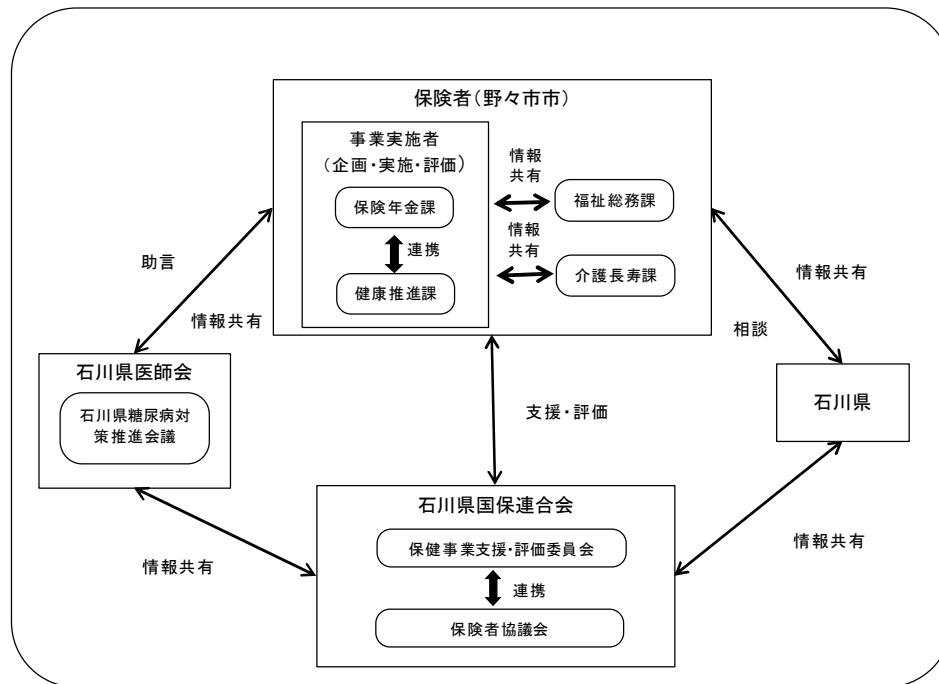 保険者(野々市市)
事業実施者
(企画・実施・評価)
保険年金課
連携
健康推進課
情報
共有
福祉総務課
情報
共有
介護長寿課
助言
情報共有
情報共有
相談
石川県医師会
石川県糖尿病対
策推進会議
支援・評価
石川県
石川県国保連合会
保健事業支援・評価委員会
連携
保険者協議会
情報共有
情報共有